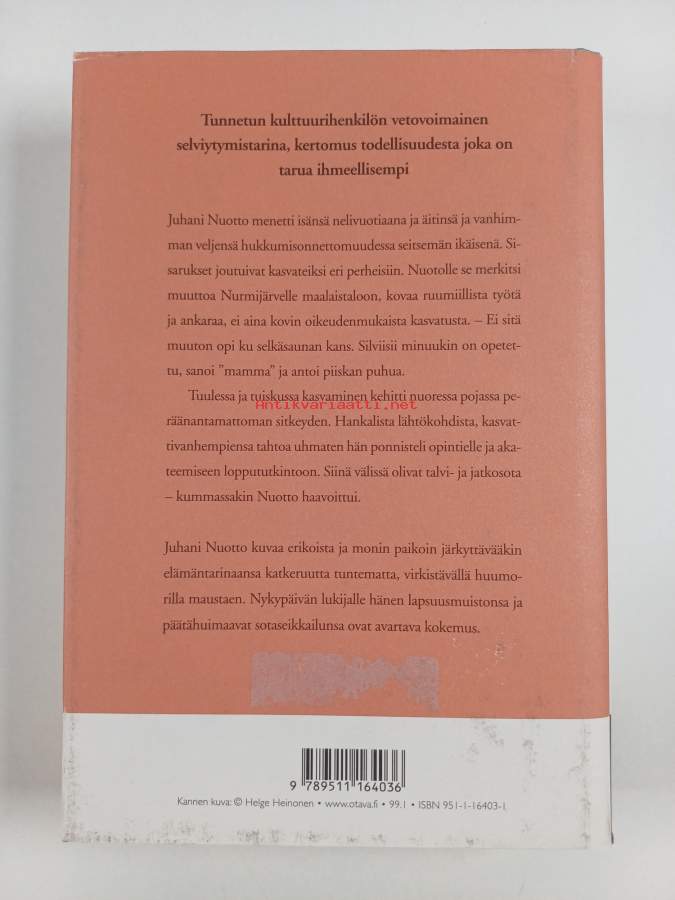 Tunnetun kulttuurihenkilön vetovoimainen
selviytymistarina, kertomus todellisuudesta joka on
tarua ihmeellisempi
Juhani Nuotto menetti isänsä nelivuotiaana ja äitinsä ja vanhim-
man veljensä hukkumisonnettomuudessa seitsemän ikäisenä. Si-
sarukset joutuivat kasvateiksi eri perheisiin. Nuotolle se merkitsi
muuttoa Nurmijärvelle maalaistaloon, kovaa ruumiillista työtä
ja ankaraa, ei aina kovin oikeudenmukaista kasvatusta. – Ei sitä
muuton opi ku selkäsaunan kans. Silviisii minuukin on opetet-
tu, sanoi ”mamma” ja antoi piiskan puhua.
Tuulessa ja tuiskussa kasvaminen kehitti nuoressa pojassa pe-
Antikvariaatti.net
räänantamattoman sitkeyden. Hankalista lähtökohdista, kasvat-
tivanhempiensa tahtoa uhmaten hän ponnisteli opintielle ja aka-
teemiseen loppututkintoon. Siinä välissä olivat talvi- ja jatkosota
– kummassakin Nuotto haavoittui.
Juhani Nuotto kuvaa erikoista ja monin paikoin järkyttävääkin
elämäntarinaansa katkeruutta tuntematta, virkistävällä huumo-
rilla maustaen. Nykypäivän lukijalle hänen lapsuusmuistonsa ja
päätähuimaavat sotaseikkailunsa ovat avartava kokemus.
9 789511 164036
Kannen kuva: © Helge Heinonen • www.otava.fi • 99.1 • ISBN 951-1-16403-1